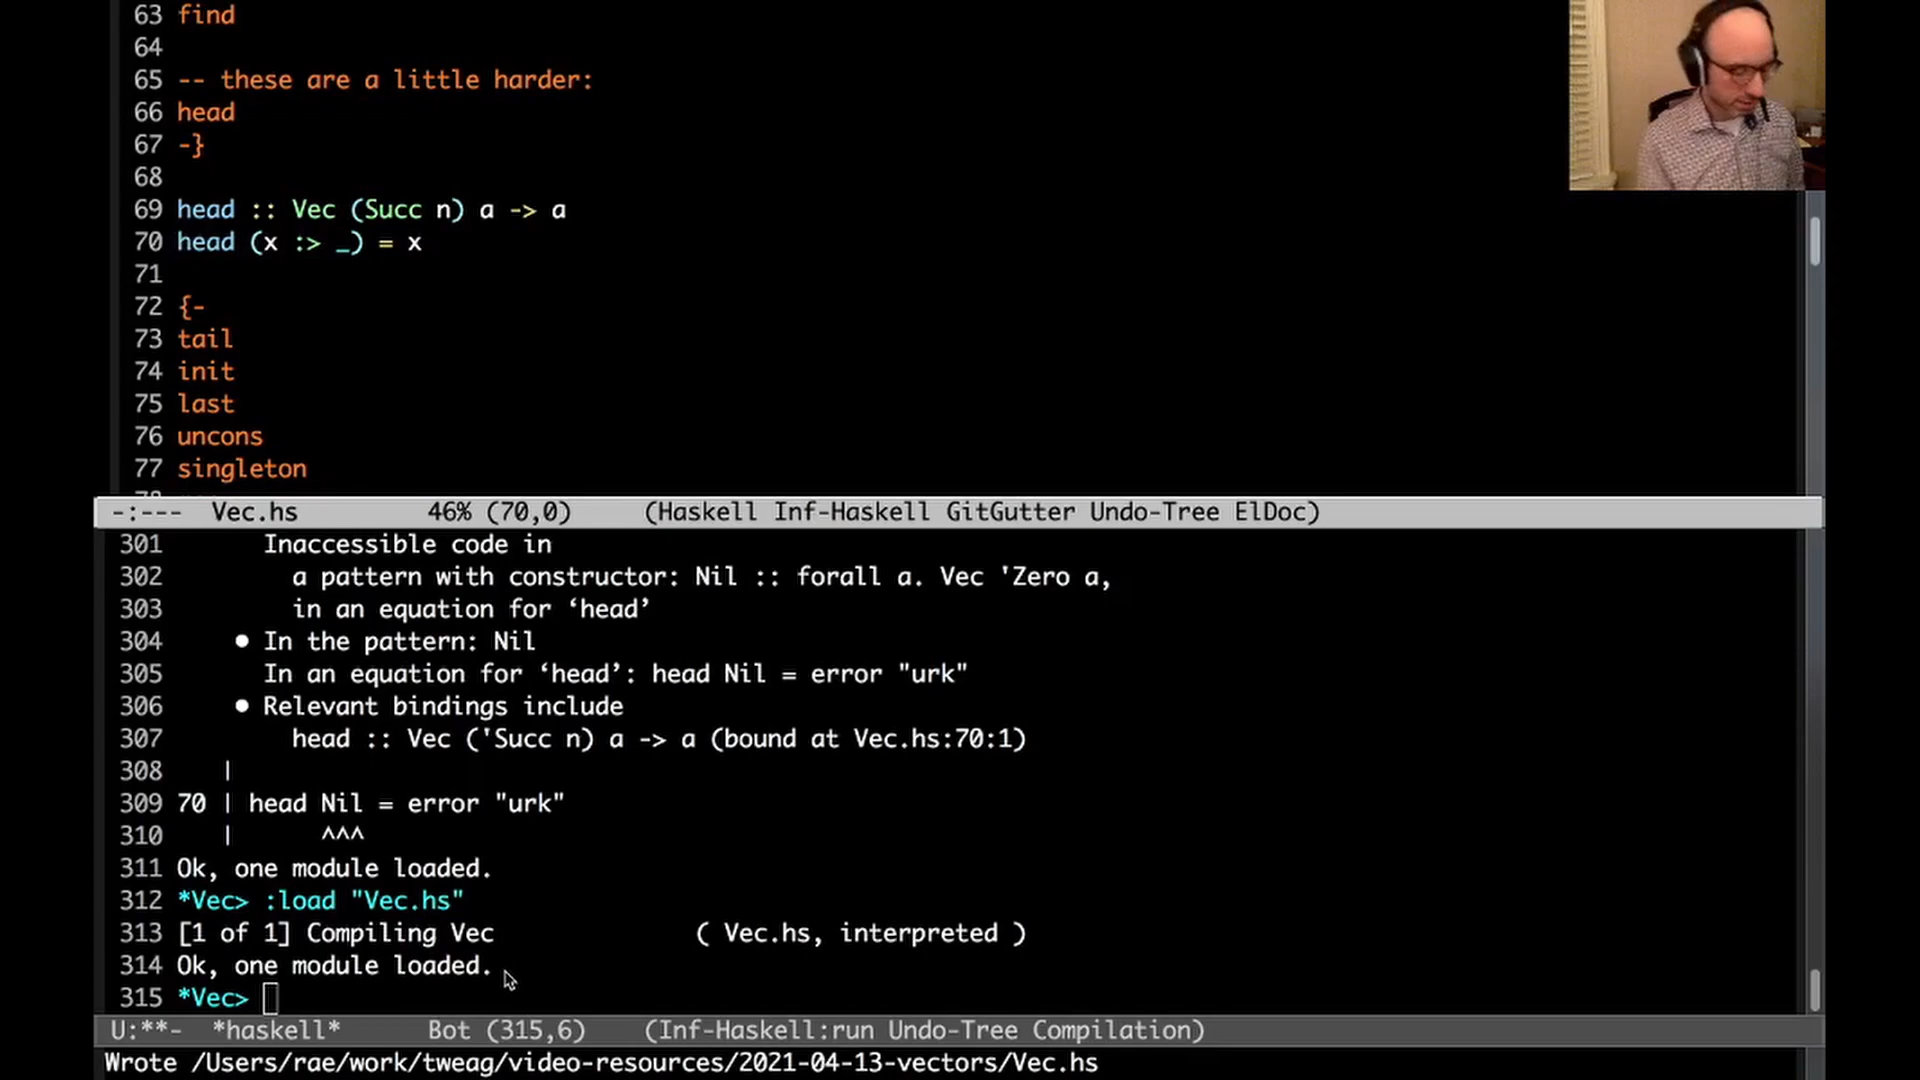 63 find
64
65 -- these are a little harder:
66 head
67 -}
68
69 head :: Vec (Succ n) a -> a
70 head (x :> _) = x
71
72 {-
73 tail
74 init
75 last
76 uncons
77 singleton
-:--- Vec.hs 46% (70,0) (Haskell Inf-Haskell GitGutter Undo-Tree ElDoc)
301 Inaccessible code in
302 a pattern with constructor: Nil :: forall a. Vec 'Zero a,
303 in an equation for ‘head’
304 • In the pattern: Nil
305 In an equation for ‘head’: head Nil = error "urk"
306 • Relevant bindings include
307 head :: Vec ('Succ n) a -> a (bound at Vec.hs:70:1)
308 |
309 70 | head Nil = error "urk"
310 | ^^^
311 Ok, one module loaded.
312 *Vec> :load "Vec.hs"
313 [1 of 1] Compiling Vec ( Vec.hs, interpreted )
314 Ok, one module loaded.
315 *Vec>
U:**- *haskell* Bot (315,6) (Inf-Haskell:run Undo-Tree Compilation)
Wrote /Users/rae/work/tweag/video-resources/2021-04-13-vectors/Vec.hs